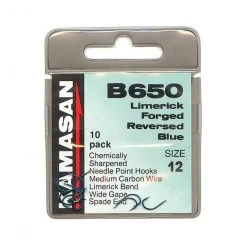 KAMASAN
B650
Limerick
Forged
Reversed
Blue
10
pack
SIZE
12
Chemically
Sharpened
Needle Point Hooks
Medium Carbon Wire
Limerick Bend
Wide Gape
Spade End